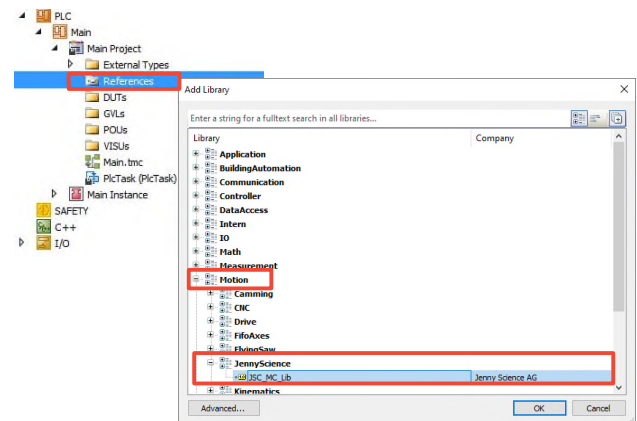 PLC
Main
Main Project
External Types
References
DUTs
GVLs
POUs
VISUs
Main.tmc
PlcTask (PlcTask)
Main Instance
SAFETY
C++
I/O
Add Library
Enter a string for a fulltext search in all libraries...
Library Company
Application
BuildingAutomation
Communication
Controller
DataAccess
Intern
IO
Math
Measurement
Motion
Camming
CNC
Drive
FifoAxes
FlyingSaw
JennyScience
JSC_MC_Lib Jenny Science AG
Kinematics
Advanced... OK Cancel